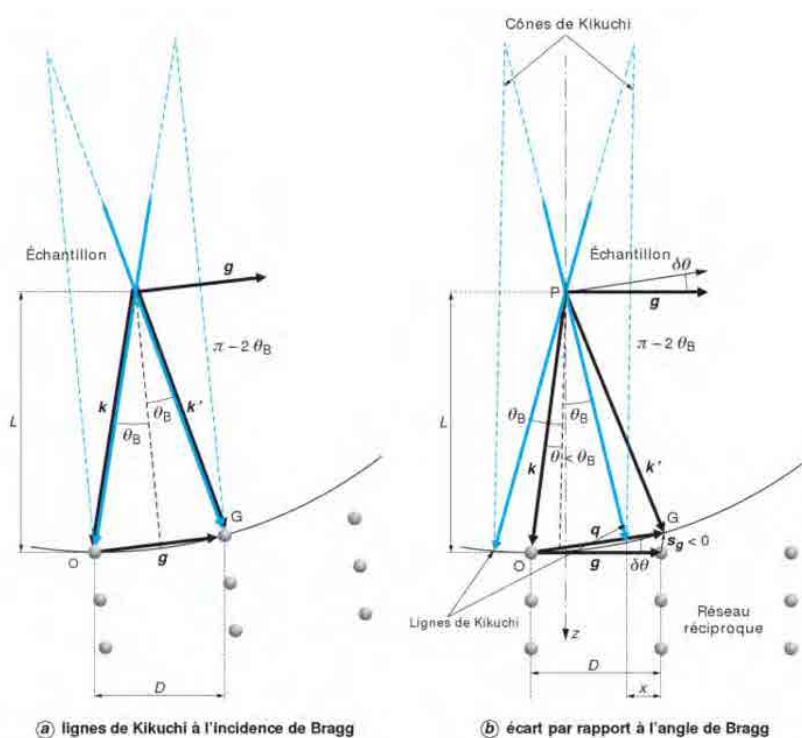 Cônes de Kikuchi
Échantillon
g
π – 2 θB
L
k
k'
θB
θB
G
g
O
D
ⓐ lignes de Kikuchi à l'incidence de Bragg
Échantillon
δθ
P
g
π – 2 θB
L
θB
θB
θ < θB
k
k'
q
G
sg < 0
O
g
δθ
Lignes de Kikuchi
z
Réseau
réciproque
D
x
ⓑ écart par rapport à l'angle de Bragg